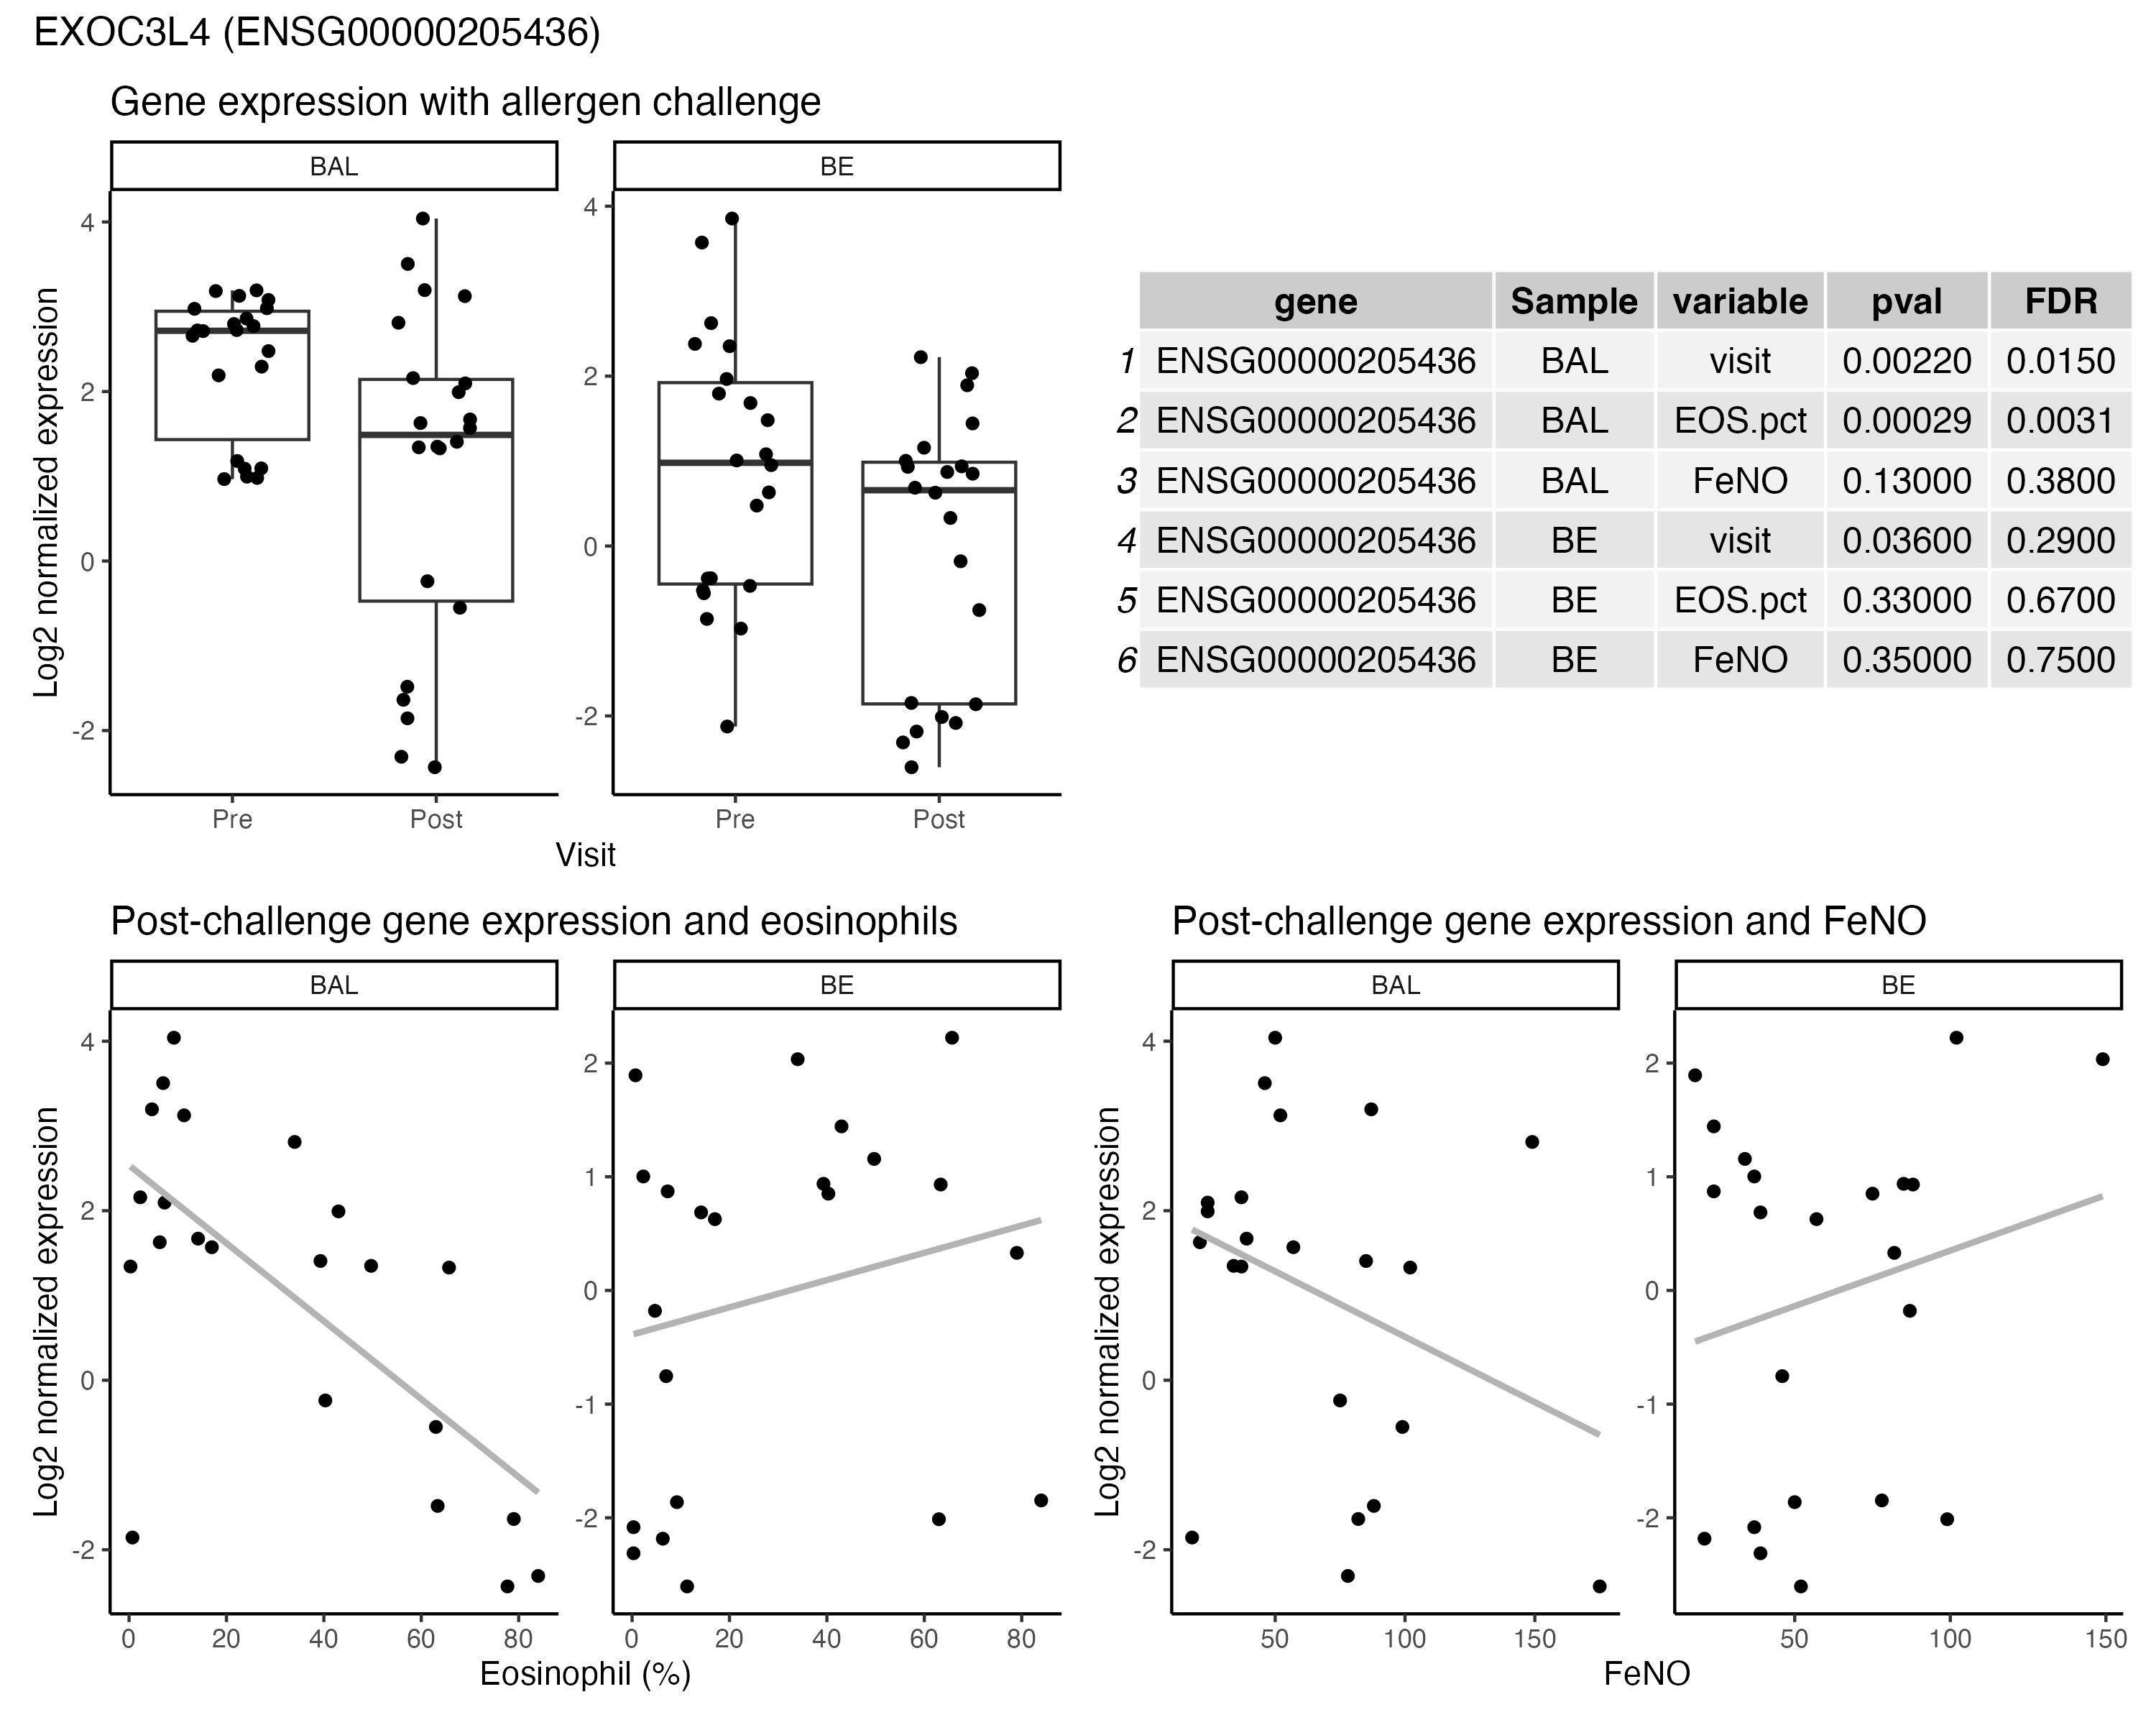 EXOC3L4 (ENSG00000205436)
Gene expression with allergen challenge
BAL
BE
Log2 normalized expression
4
2
0
-2
4
2
0
-2
Pre
Post
Pre
Post
Visit
gene Sample variable pval FDR
1 ENSG00000205436 BAL visit 0.00220 0.0150
2 ENSG00000205436 BAL EOS.pct 0.00029 0.0031
3 ENSG00000205436 BAL FeNO 0.13000 0.3800
4 ENSG00000205436 BE visit 0.03600 0.2900
5 ENSG00000205436 BE EOS.pct 0.33000 0.6700
6 ENSG00000205436 BE FeNO 0.35000 0.7500
Post-challenge gene expression and eosinophils
BAL
BE
Log2 normalized expression
4
2
0
-2
2
1
0
-1
-2
0 20 40 60 80
0 20 40 60 80
Eosinophil (%)
Post-challenge gene expression and FeNO
BAL
BE
Log2 normalized expression
4
2
0
-2
2
1
0
-1
-2
50 100 150
50 100 150
FeNO